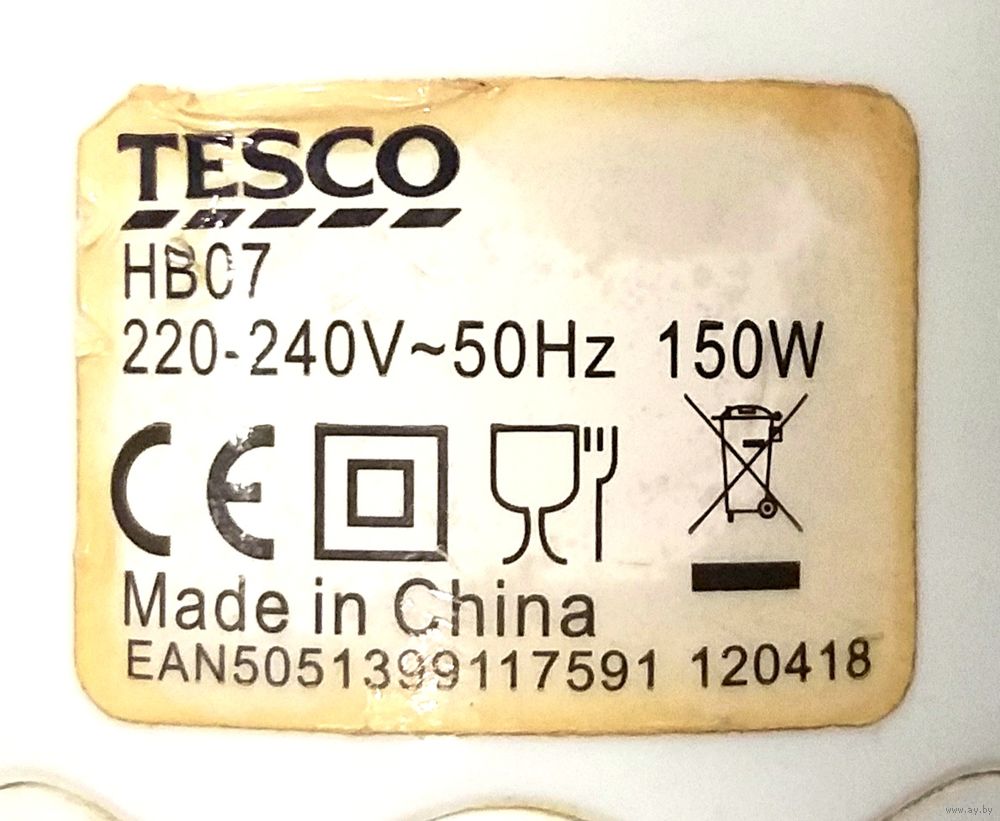 TESCO
HB07
220-240V~50Hz 150W
CE
Made in China
EAN5051399117591 120418
www.ay.by